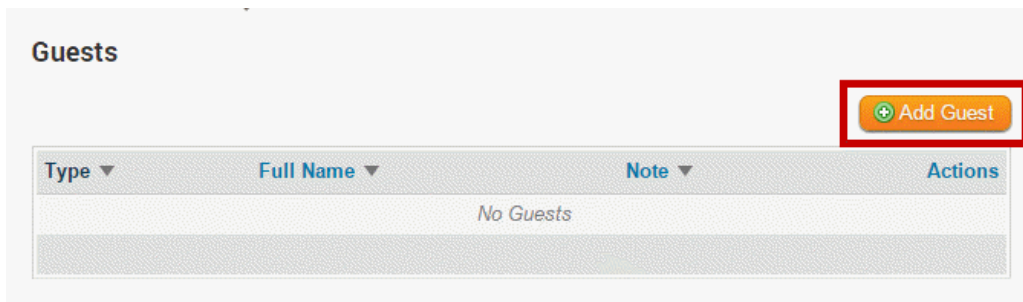 Guests
Add Guest
Type Full Name Note Actions
No Guests